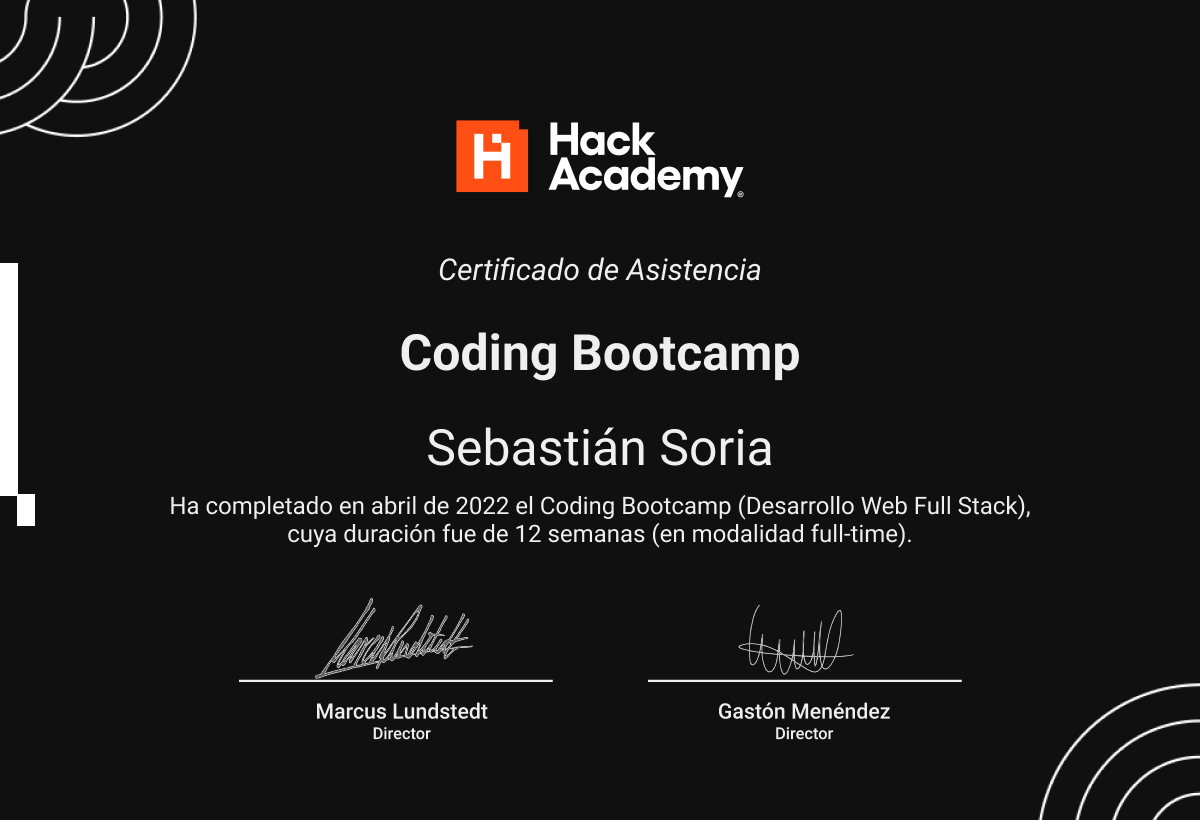 Hack
Academy®
Certificado de Asistencia
Coding Bootcamp
Sebastián Soria
Ha completado en abril de 2022 el Coding Bootcamp (Desarrollo Web Full Stack),
cuya duración fue de 12 semanas (en modalidad full-time).
Marcus Lundstedt
Marcus Lundstedt
Director
Gastón Menéndez
Director